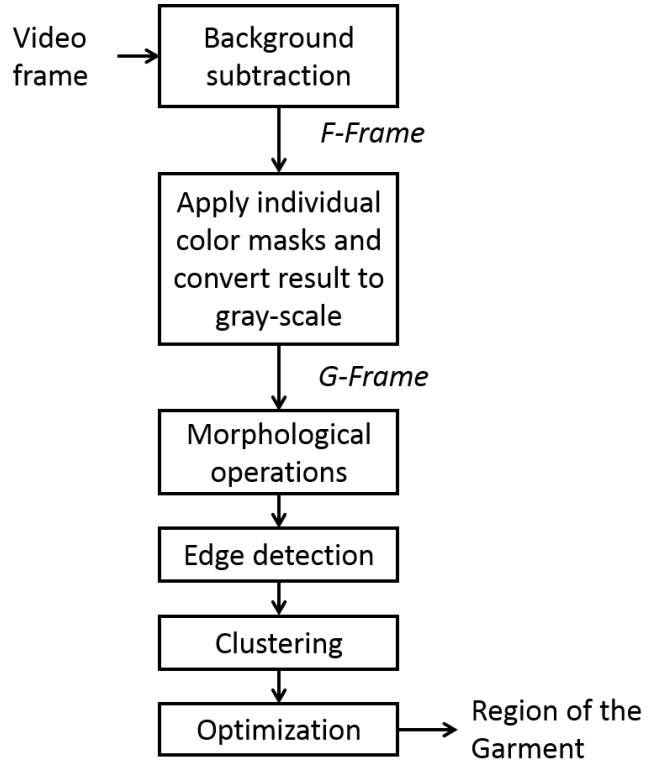 Video
frame
Background
subtraction
F-Frame
Apply individual
color masks and
convert result to
gray-scale
G-Frame
Morphological
operations
Edge detection
Clustering
Optimization
Region of the
Garment